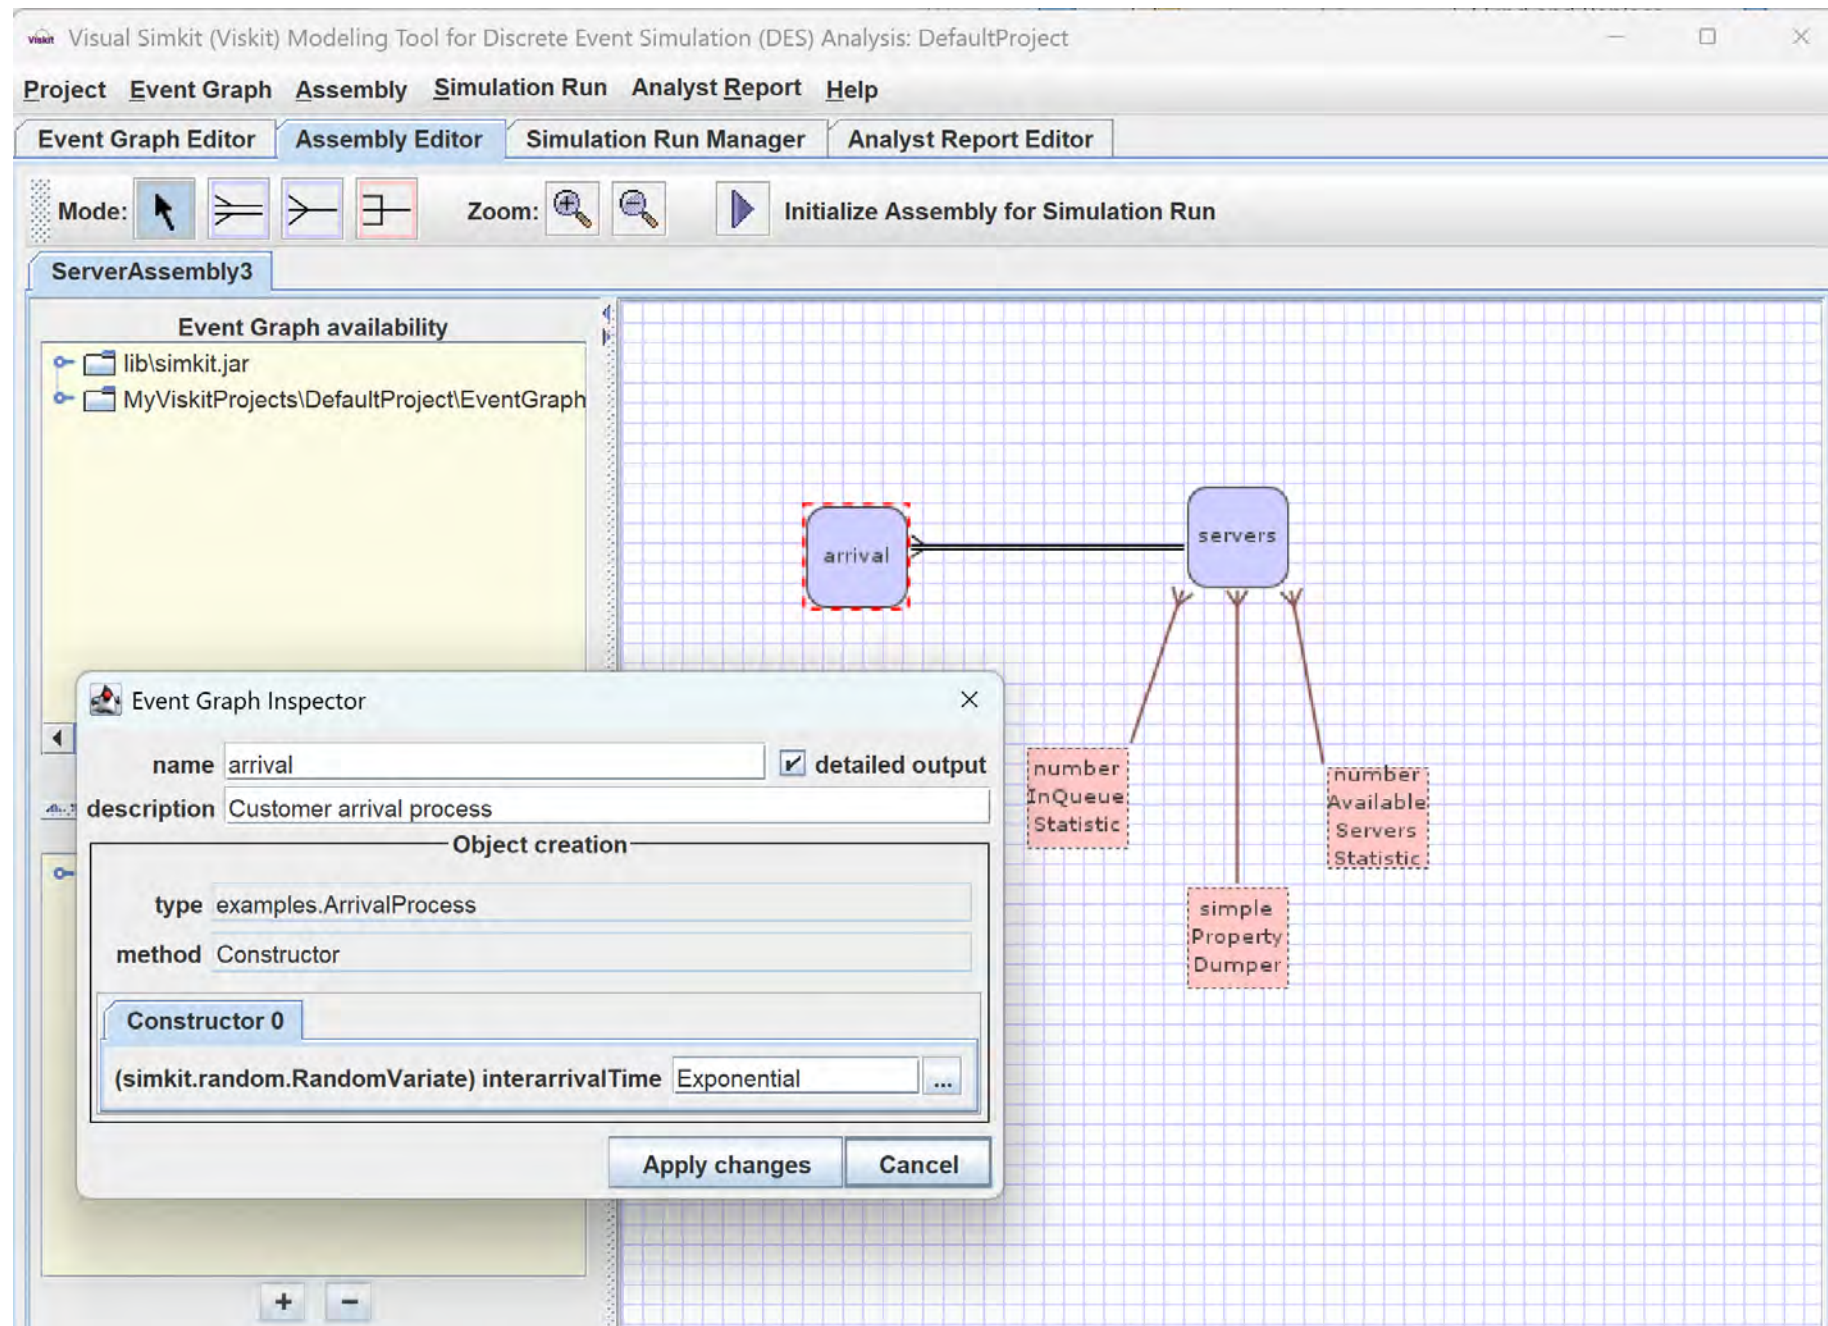 Viskit Visual Simkit (Viskit) Modeling Tool for Discrete Event Simulation (DES) Analysis: DefaultProject
Project Event Graph Assembly Simulation Run Analyst Report Help
Event Graph Editor Assembly Editor Simulation Run Manager Analyst Report Editor
Mode: Zoom: Initialize Assembly for Simulation Run
ServerAssembly3
Event Graph availability
lib\simkit.jar
MyViskitProjects\DefaultProject\EventGraph
arrival
servers
number
InQueue
Statistic
number
Available
Servers
Statistic
simple
Property
Dumper
Event Graph Inspector
name arrival detailed output
description Customer arrival process
Object creation
type examples.ArrivalProcess
method Constructor
Constructor 0
(simkit.random.RandomVariate) interarrivalTime Exponential ...
Apply changes Cancel
+ −